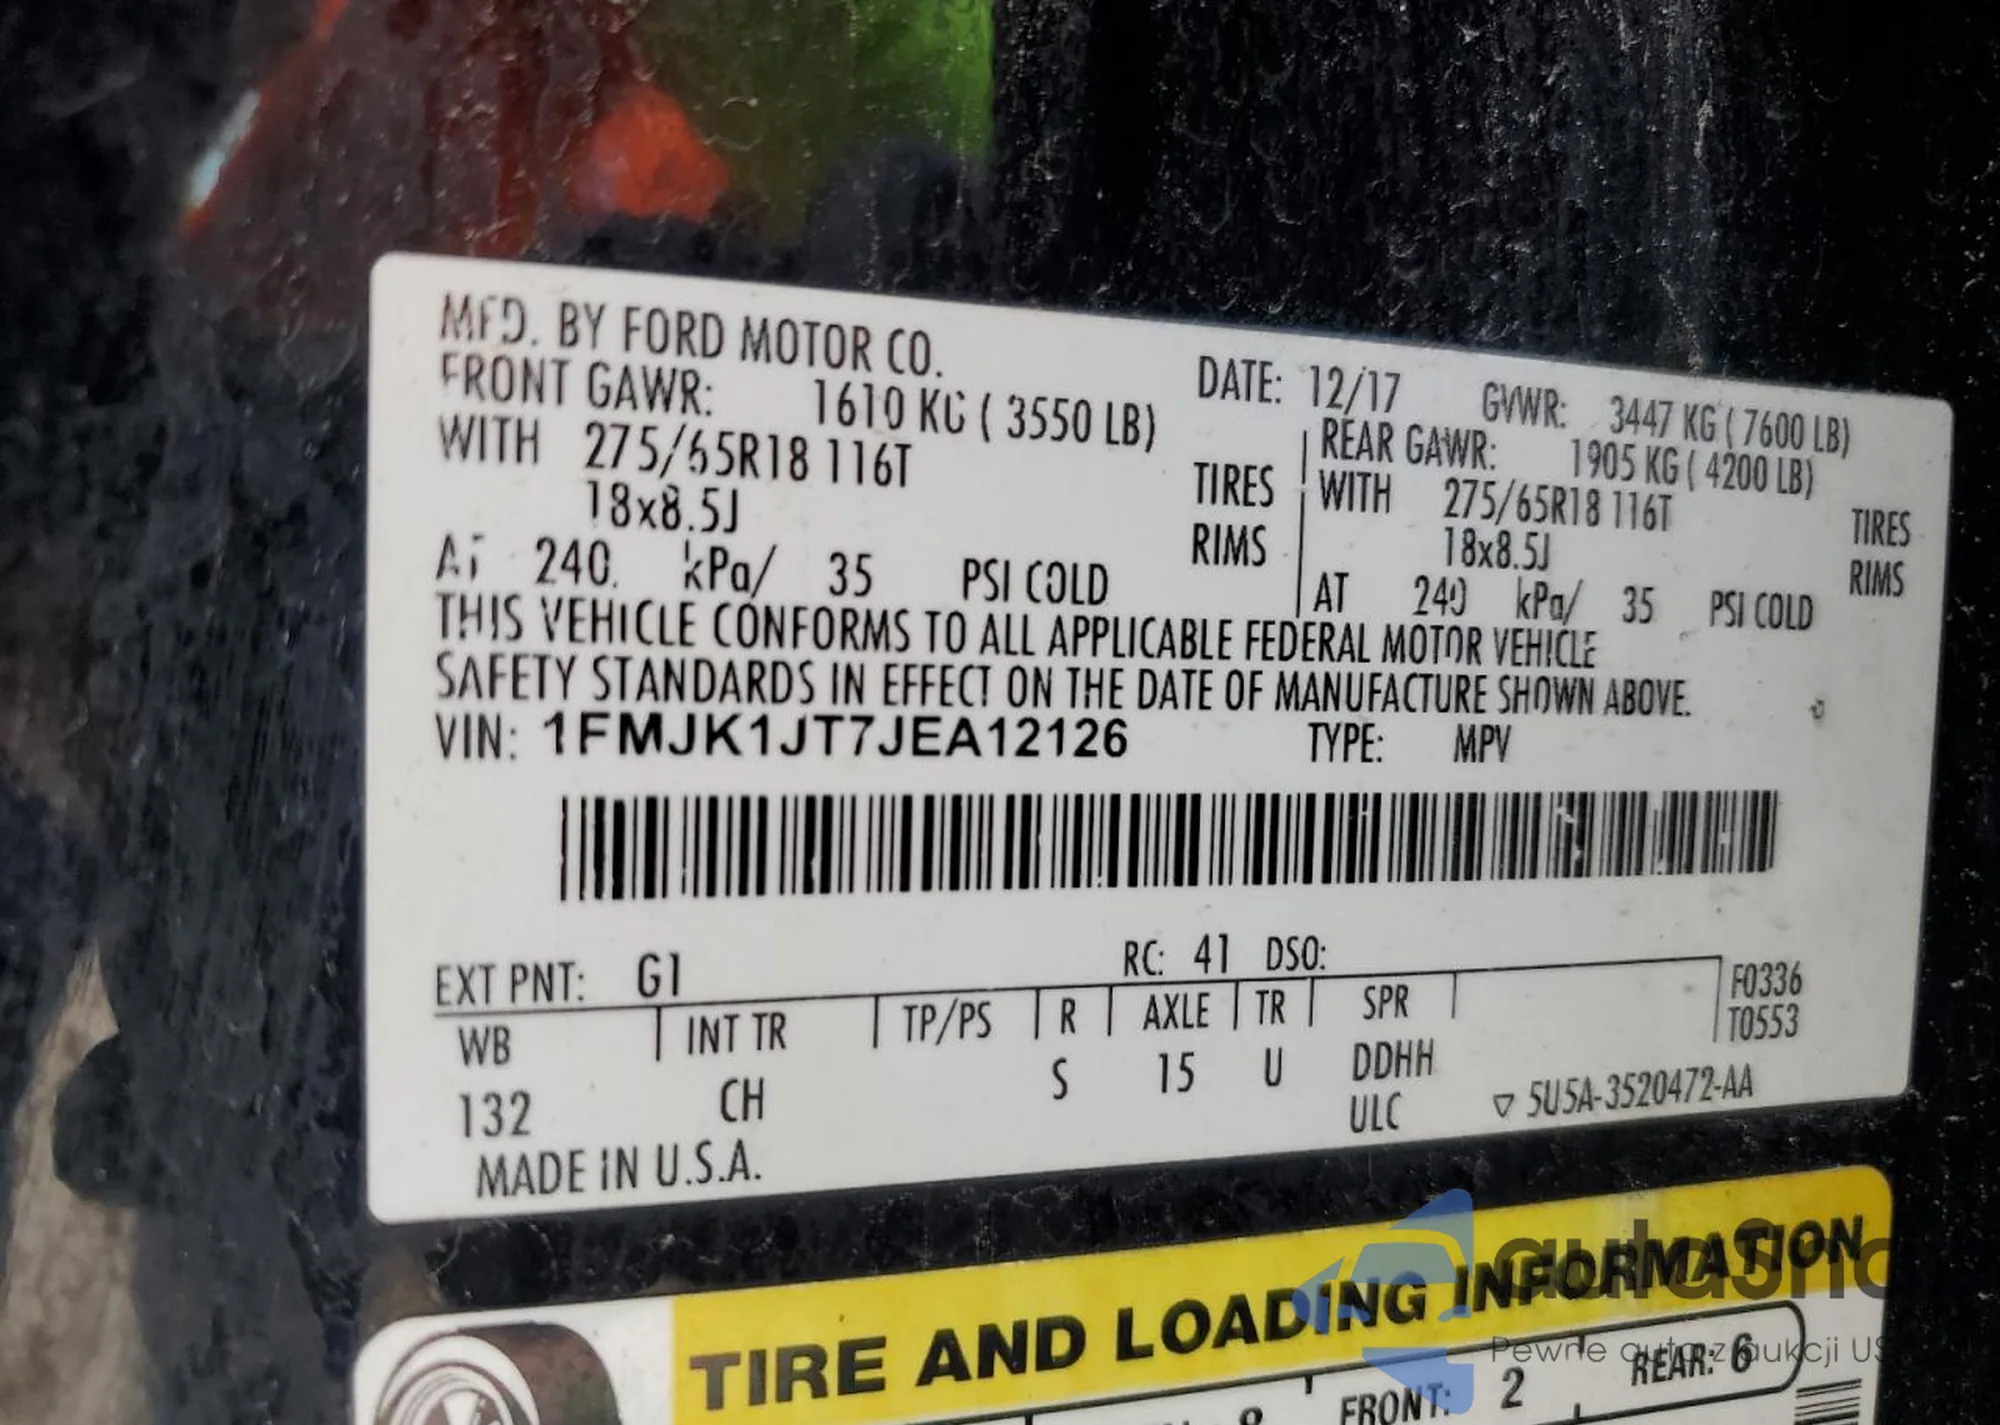 MFD. BY FORD MOTOR CO.
DATE: 12/17 GVWR: 3447 KG ( 7600 LB)
FRONT GAWR: 1610 KG ( 3550 LB) REAR GAWR: 1905 KG ( 4200 LB)
WITH 275/65R18 116T TIRES WITH 275/65R18 116T TIRES
18x8.5J RIMS 18x8.5J RIMS
AT 240 kPa/ 35 PSI COLD AT 240 kPa/ 35 PSI COLD
THIS VEHICLE CONFORMS TO ALL APPLICABLE FEDERAL MOTOR VEHICLE
SAFETY STANDARDS IN EFFECT ON THE DATE OF MANUFACTURE SHOWN ABOVE.
VIN: 1FMJK1JT7JEA12126 TYPE: MPV
EXT PNT: G1 RC: 41 DSO:
WB INT TR TP/PS R AXLE TR SPR F0336
T0553
132 CH S 15 U DDHH
ULC ▽ 5U5A-3520472-AA
MADE IN U.S.A.
TIRE AND LOADING INFORMATION
FRONT: 2 REAR: 6
Pewne auta z aukcji